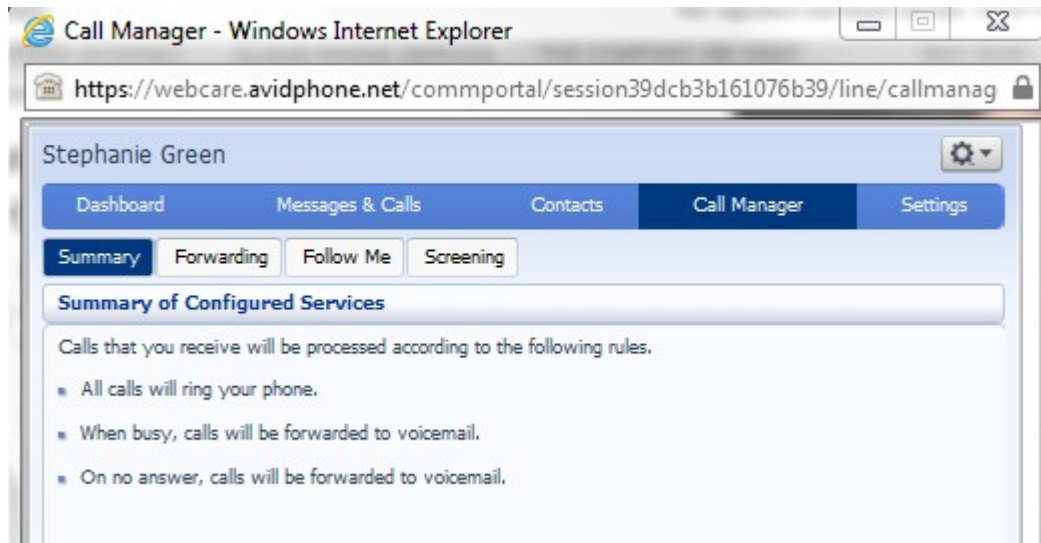 Call Manager - Windows Internet Explorer
https://webcare.avidphone.net/commportal/session39dcb3b161076b39/line/callmanag
Stephanie Green
Dashboard Messages & Calls Contacts Call Manager Settings
Summary Forwarding Follow Me Screening
Summary of Configured Services
Calls that you receive will be processed according to the following rules.
All calls will ring your phone.
When busy, calls will be forwarded to voicemail.
On no answer, calls will be forwarded to voicemail.